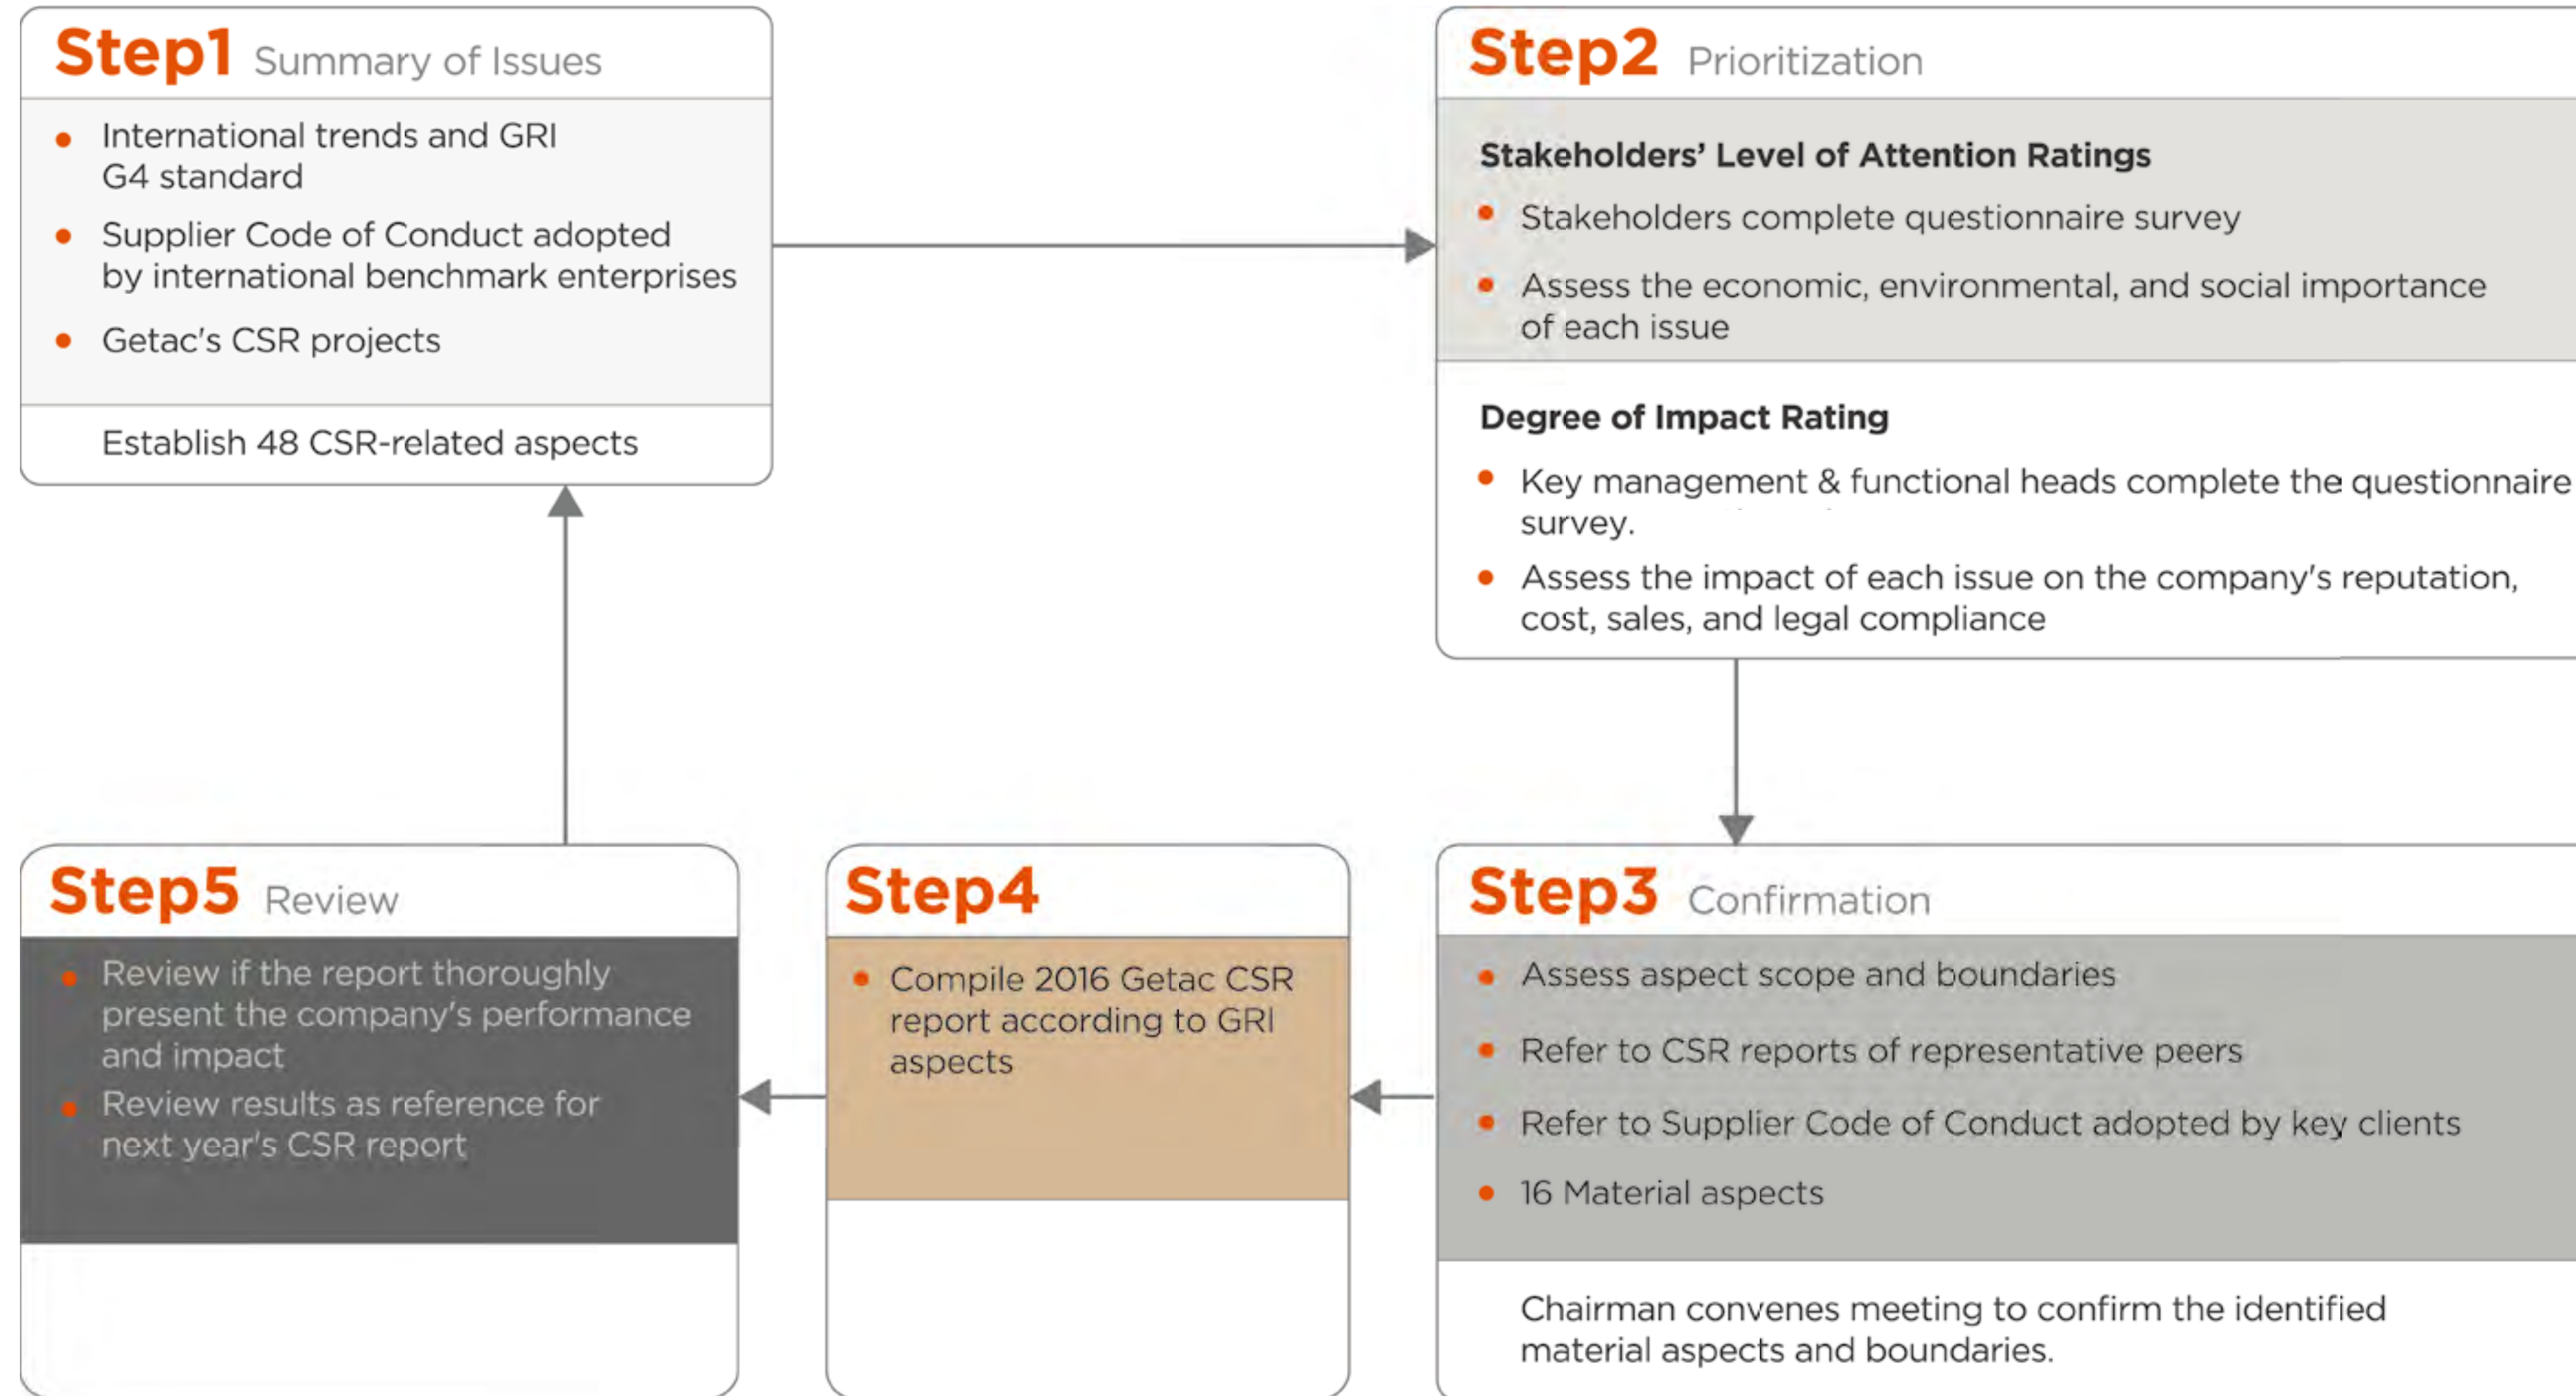 Step1 Summary of Issues
• International trends and GRI
G4 standard
• Supplier Code of Conduct adopted
by international benchmark enterprises
• Getac's CSR projects
Establish 48 CSR-related aspects
Step2 Prioritization
Stakeholders' Level of Attention Ratings
• Stakeholders complete questionnaire survey
• Assess the economic, environmental, and social importance
of each issue
Degree of Impact Rating
• Key management & functional heads complete the questionnaire
survey.
• Assess the impact of each issue on the company's reputation,
cost, sales, and legal compliance
Step3 Confirmation
• Assess aspect scope and boundaries
• Refer to CSR reports of representative peers
• Refer to Supplier Code of Conduct adopted by key clients
• 16 Material aspects
Chairman convenes meeting to confirm the identified
material aspects and boundaries.
Step4
• Compile 2016 Getac CSR
report according to GRI
aspects
Step5 Review
• Review if the report thoroughly
present the company's performance
and impact
• Review results as reference for
next year's CSR report